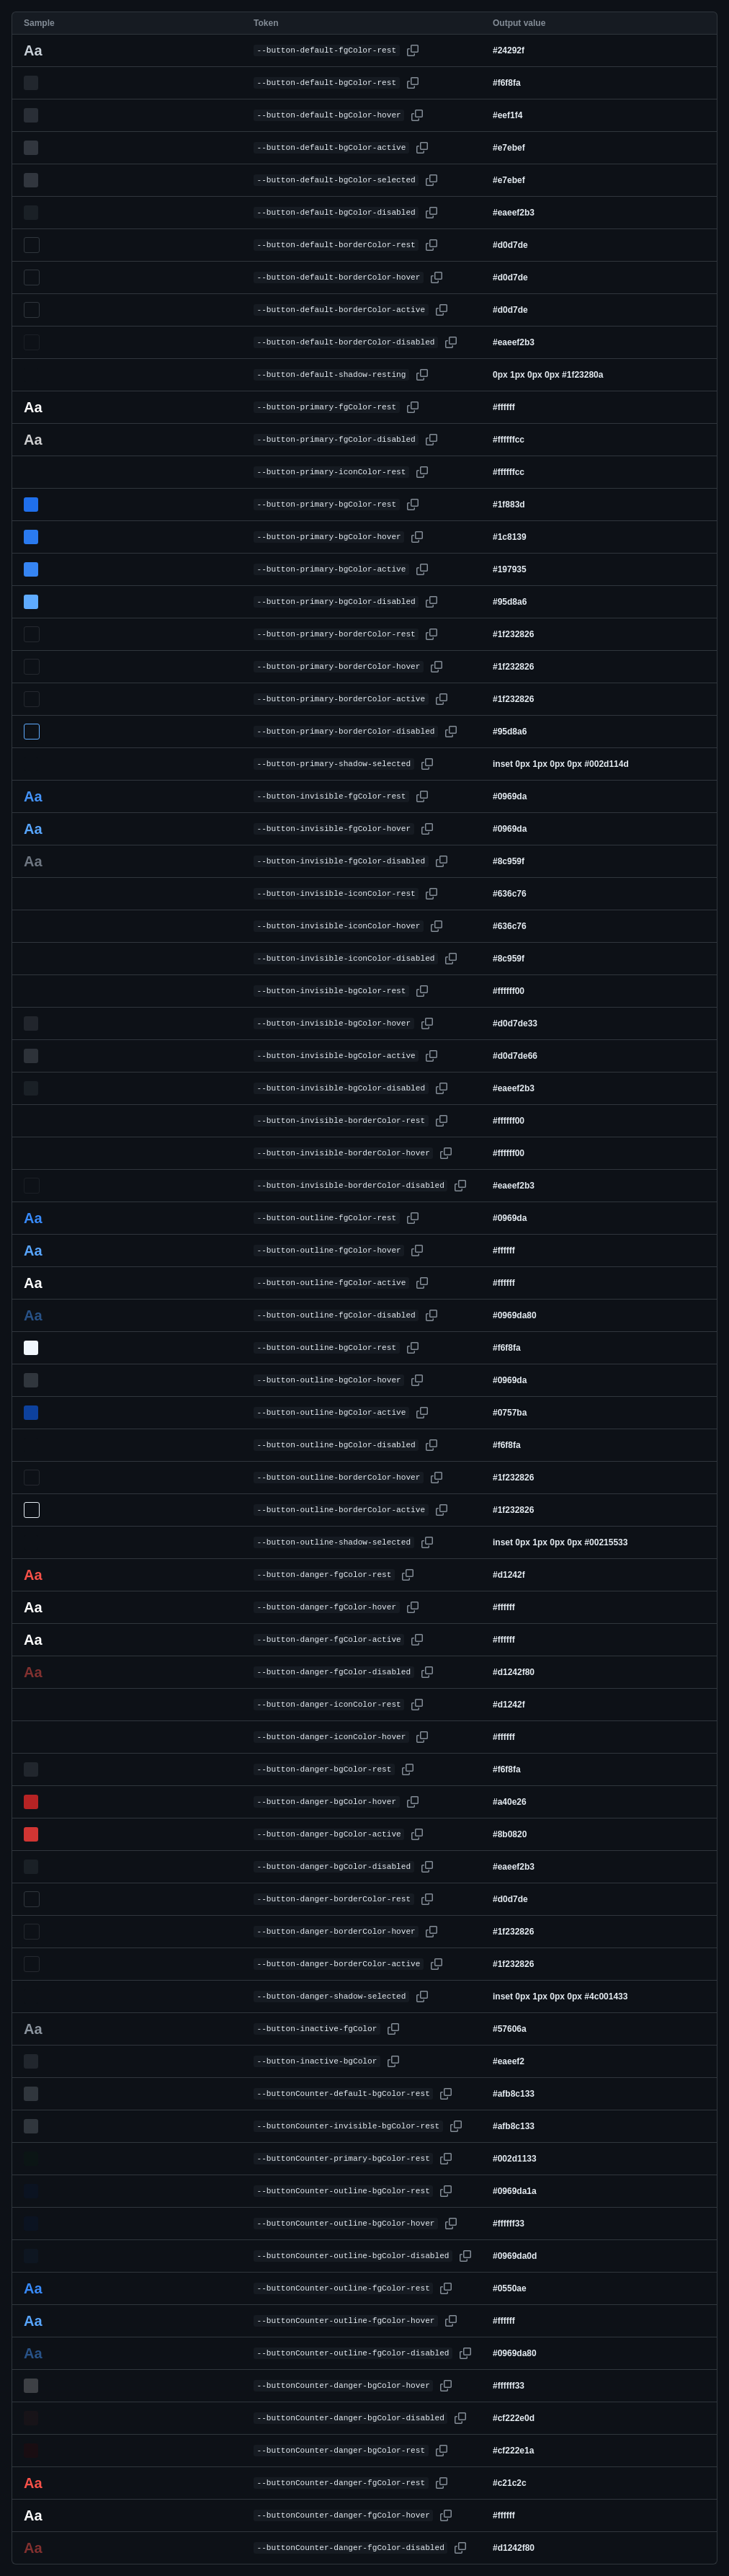 Sample Token Output value
Aa --button-default-fgColor-rest #24292f
--button-default-bgColor-rest #f6f8fa
--button-default-bgColor-hover #eef1f4
--button-default-bgColor-active #e7ebef
--button-default-bgColor-selected #e7ebef
--button-default-bgColor-disabled #eaeef2b3
--button-default-borderColor-rest #d0d7de
--button-default-borderColor-hover #d0d7de
--button-default-borderColor-active #d0d7de
--button-default-borderColor-disabled #eaeef2b3
--button-default-shadow-resting 0px 1px 0px 0px #1f23280a
Aa --button-primary-fgColor-rest #ffffff
Aa --button-primary-fgColor-disabled #ffffffcc
--button-primary-iconColor-rest #ffffffcc
--button-primary-bgColor-rest #1f883d
--button-primary-bgColor-hover #1c8139
--button-primary-bgColor-active #197935
--button-primary-bgColor-disabled #95d8a6
--button-primary-borderColor-rest #1f232826
--button-primary-borderColor-hover #1f232826
--button-primary-borderColor-active #1f232826
--button-primary-borderColor-disabled #95d8a6
--button-primary-shadow-selected inset 0px 1px 0px 0px #002d114d
Aa --button-invisible-fgColor-rest #0969da
Aa --button-invisible-fgColor-hover #0969da
Aa --button-invisible-fgColor-disabled #8c959f
--button-invisible-iconColor-rest #636c76
--button-invisible-iconColor-hover #636c76
--button-invisible-iconColor-disabled #8c959f
--button-invisible-bgColor-rest #ffffff00
--button-invisible-bgColor-hover #d0d7de33
--button-invisible-bgColor-active #d0d7de66
--button-invisible-bgColor-disabled #eaeef2b3
--button-invisible-borderColor-rest #ffffff00
--button-invisible-borderColor-hover #ffffff00
--button-invisible-borderColor-disabled #eaeef2b3
Aa --button-outline-fgColor-rest #0969da
Aa --button-outline-fgColor-hover #ffffff
Aa --button-outline-fgColor-active #ffffff
Aa --button-outline-fgColor-disabled #0969da80
--button-outline-bgColor-rest #f6f8fa
--button-outline-bgColor-hover #0969da
--button-outline-bgColor-active #0757ba
--button-outline-bgColor-disabled #f6f8fa
--button-outline-borderColor-hover #1f232826
--button-outline-borderColor-active #1f232826
--button-outline-shadow-selected inset 0px 1px 0px 0px #00215533
Aa --button-danger-fgColor-rest #d1242f
Aa --button-danger-fgColor-hover #ffffff
Aa --button-danger-fgColor-active #ffffff
Aa --button-danger-fgColor-disabled #d1242f80
--button-danger-iconColor-rest #d1242f
--button-danger-iconColor-hover #ffffff
--button-danger-bgColor-rest #f6f8fa
--button-danger-bgColor-hover #a40e26
--button-danger-bgColor-active #8b0820
--button-danger-bgColor-disabled #eaeef2b3
--button-danger-borderColor-rest #d0d7de
--button-danger-borderColor-hover #1f232826
--button-danger-borderColor-active #1f232826
--button-danger-shadow-selected inset 0px 1px 0px 0px #4c001433
Aa --button-inactive-fgColor #57606a
--button-inactive-bgColor #eaeef2
--buttonCounter-default-bgColor-rest #afb8c133
--buttonCounter-invisible-bgColor-rest #afb8c133
--buttonCounter-primary-bgColor-rest #002d1133
--buttonCounter-outline-bgColor-rest #0969da1a
--buttonCounter-outline-bgColor-hover #ffffff33
--buttonCounter-outline-bgColor-disabled #0969da0d
Aa --buttonCounter-outline-fgColor-rest #0550ae
Aa --buttonCounter-outline-fgColor-hover #ffffff
Aa --buttonCounter-outline-fgColor-disabled #0969da80
--buttonCounter-danger-bgColor-hover #ffffff33
--buttonCounter-danger-bgColor-disabled #cf222e0d
--buttonCounter-danger-bgColor-rest #cf222e1a
Aa --buttonCounter-danger-fgColor-rest #c21c2c
Aa --buttonCounter-danger-fgColor-hover #ffffff
Aa --buttonCounter-danger-fgColor-disabled #d1242f80